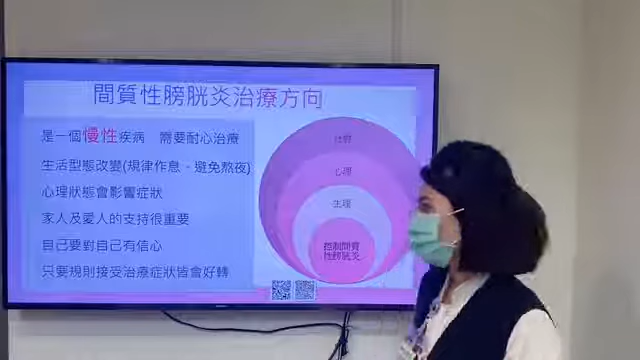 間質性膀胱炎治療方向
是一個慢性疾病 需要耐心治療
生活型態改變(規律作息、避免熬夜)
心理狀態會影響症狀
家人及愛人的支持很重要
自己要對自己有信心
只要規則接受治療症狀皆會好轉
心理
生理
控制間質
性膀胱炎